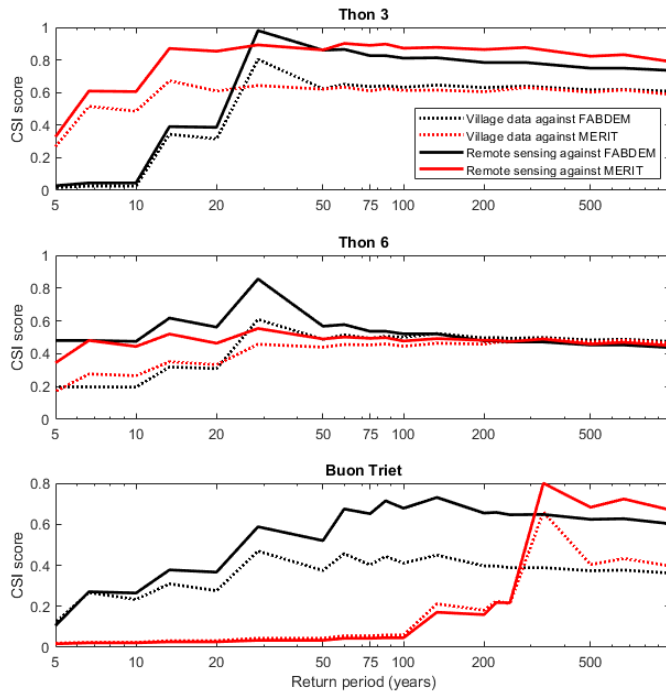 Thon 3
CSI score
1
0.8
0.6
0.4
0.2
0
Village data against FABDEM
Village data against MERIT
Remote sensing against FABDEM
Remote sensing against MERIT
5 10 20 50 75 100 200 500
Thon 6
CSI score
1
0.8
0.6
0.4
0.2
0
5 10 20 50 75 100 200 500
Buon Triet
CSI score
0.8
0.6
0.4
0.2
0
5 10 20 50 75 100 200 500
Return period (years)